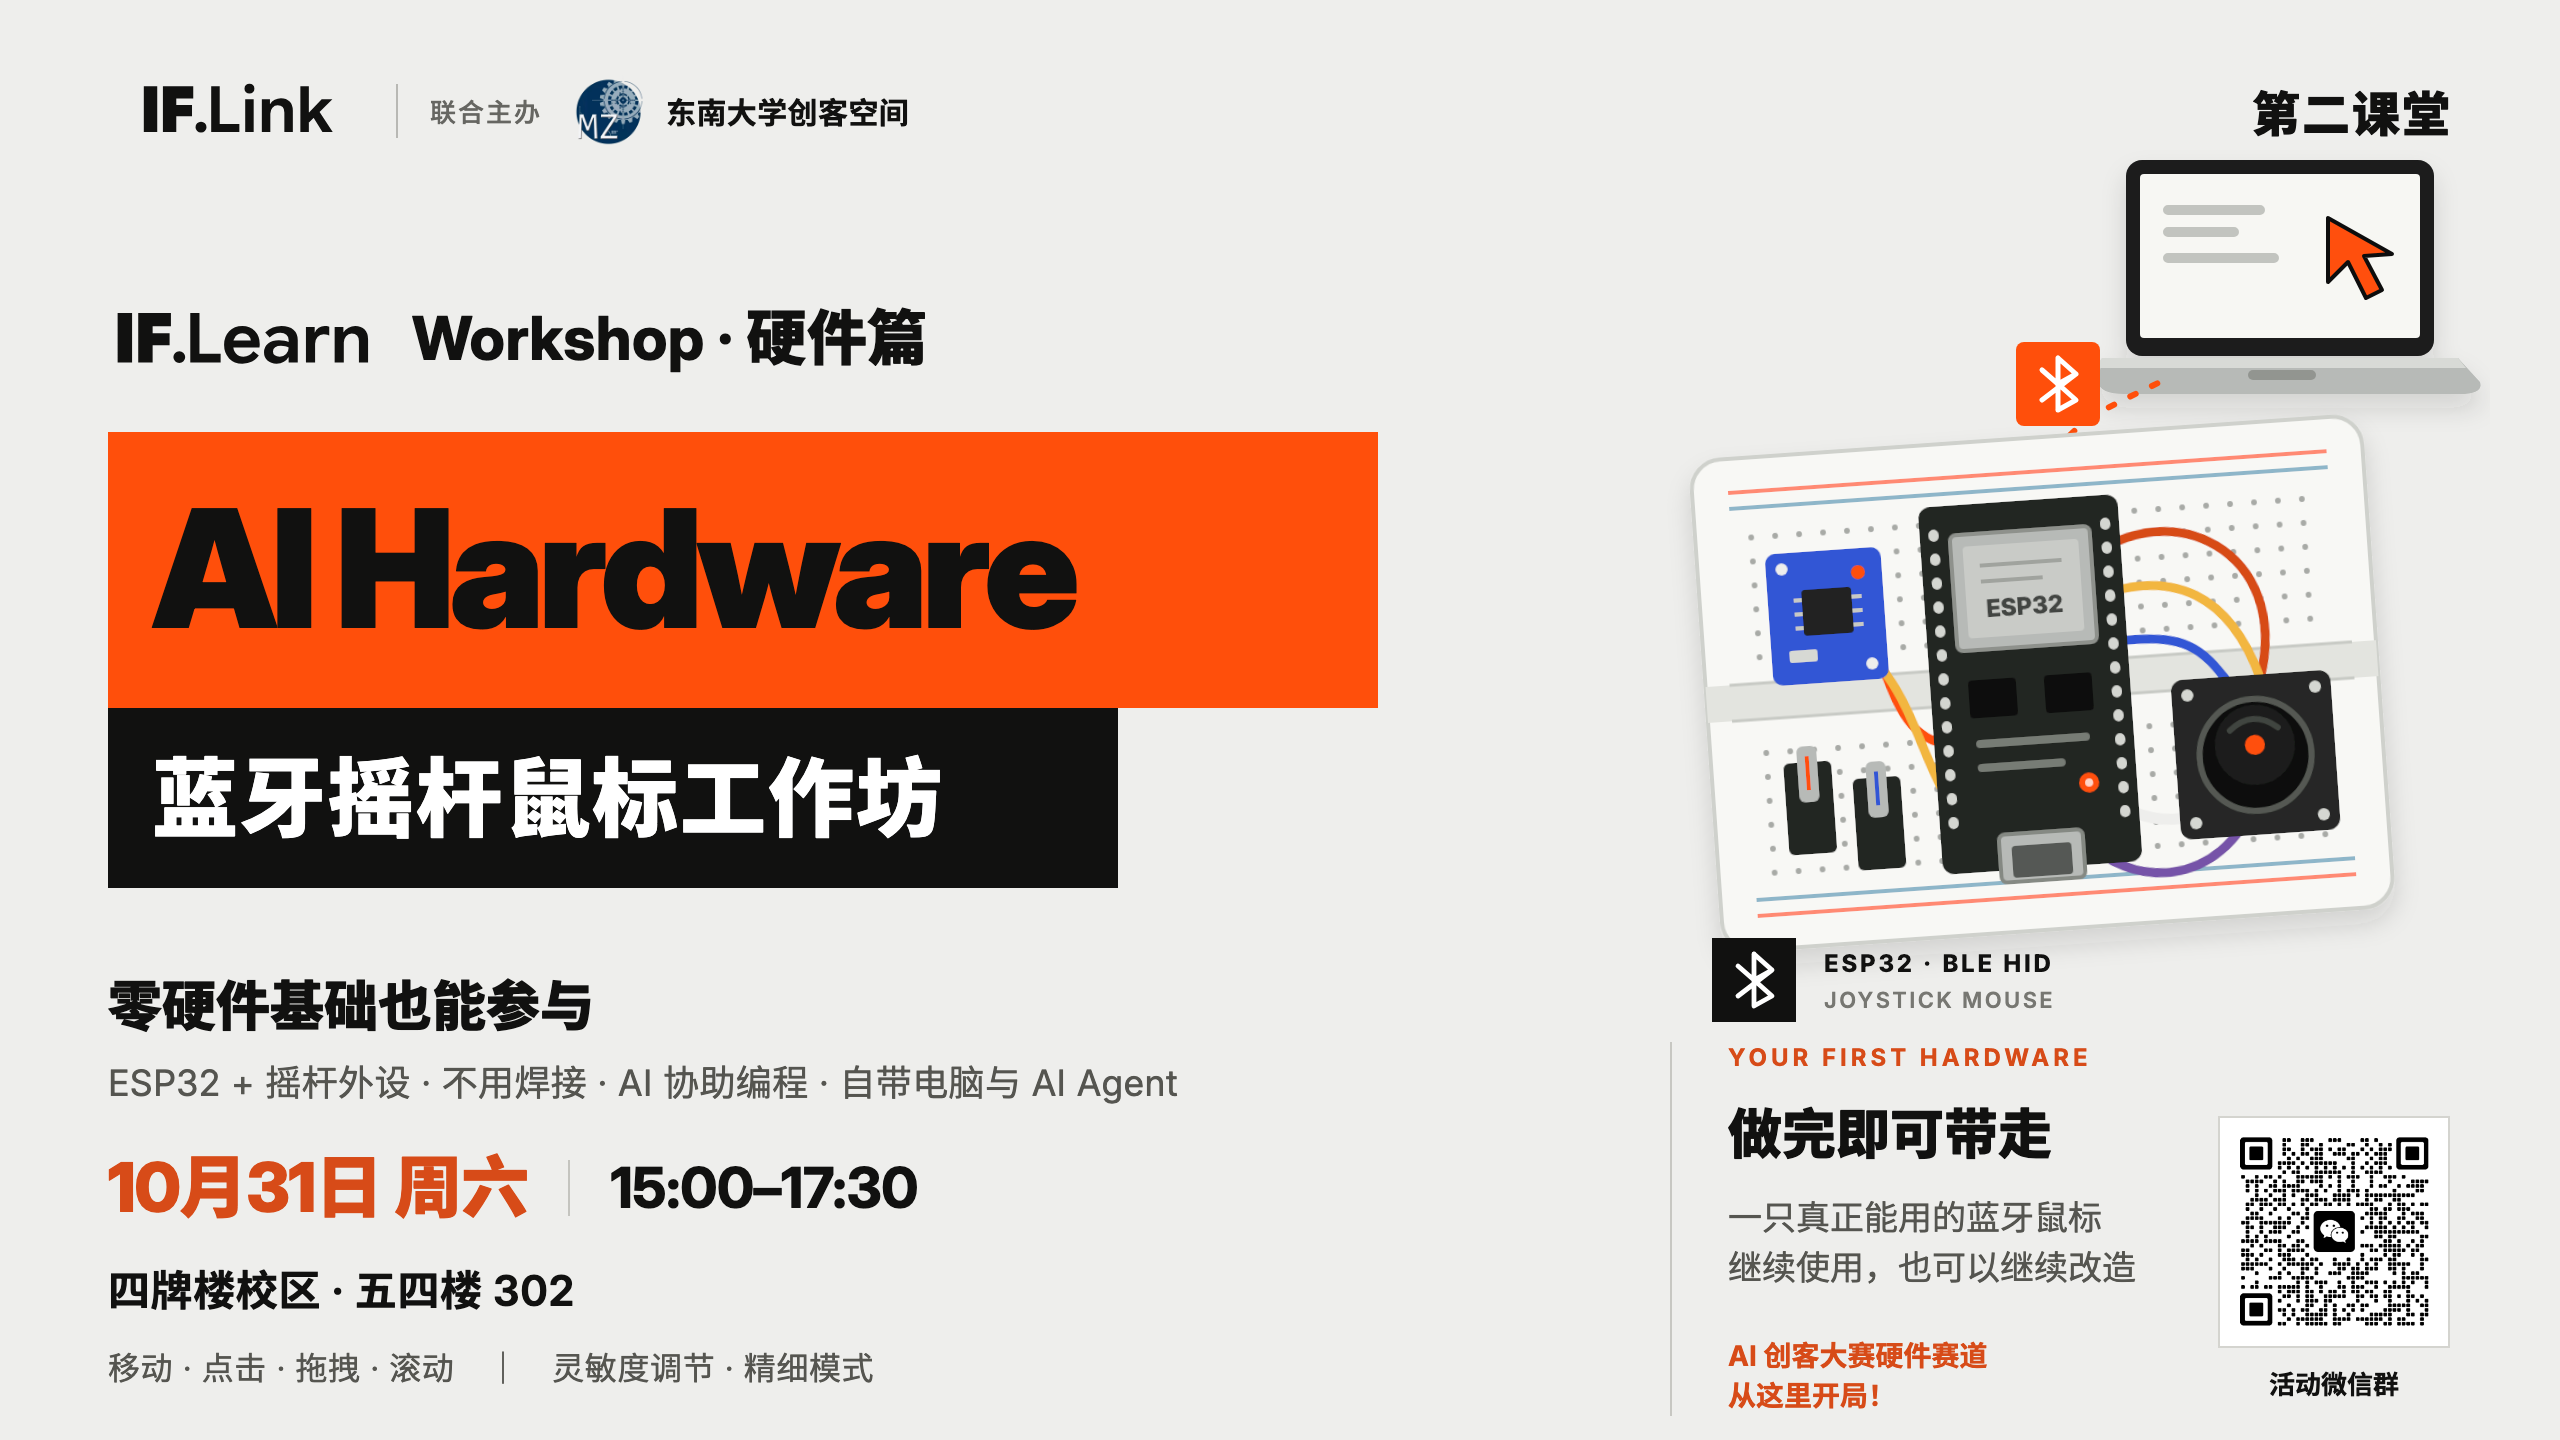 IF.Link
联合主办
MZ
东南大学创客空间
第二课堂
IF.Learn Workshop · 硬件篇
AI Hardware
蓝牙摇杆鼠标工作坊
ESP32
零硬件基础也能参与
ESP32 + 摇杆外设 · 不用焊接 · AI 协助编程 · 自带电脑与 AI Agent
10月31日 周六
15:00–17:30
四牌楼校区 · 五四楼 302
移动 · 点击 · 拖拽 · 滚动 | 灵敏度调节 · 精细模式
ESP32 · BLE HID
JOYSTICK MOUSE
YOUR FIRST HARDWARE
做完即可带走
一只真正能用的蓝牙鼠标
继续使用，也可以继续改造
AI 创客大赛硬件赛道
从这里开局！
活动微信群